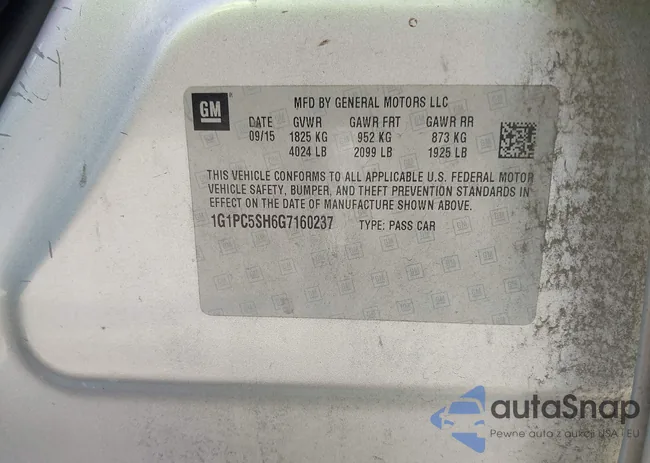 GM
MFD BY GENERAL MOTORS LLC
DATE GVWR GAWR FRT GAWR RR
09/15 1825 KG 952 KG 873 KG
4024 LB 2099 LB 1925 LB
THIS VEHICLE CONFORMS TO ALL APPLICABLE U.S. FEDERAL MOTOR
VEHICLE SAFETY, BUMPER, AND THEFT PREVENTION STANDARDS IN
EFFECT ON THE DATE OF MANUFACTURE SHOWN ABOVE.
1G1PC5SH6G7160237 TYPE: PASS CAR
autoSnap
Pewne auto z aukcji USA i EU